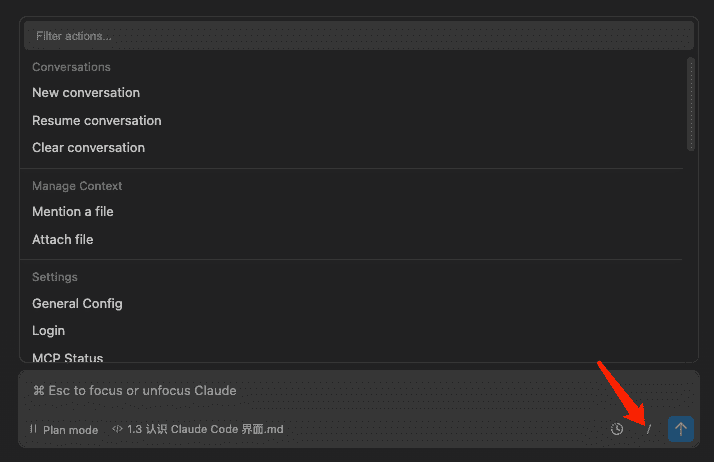 Filter actions...
Conversations
New conversation
Resume conversation
Clear conversation
Manage Context
Mention a file
Attach file
Settings
General Config
Login
MCP Status
⌘ Esc to focus or unfocus Claude
Plan mode </> 1.3 认识 Claude Code 界面.md /